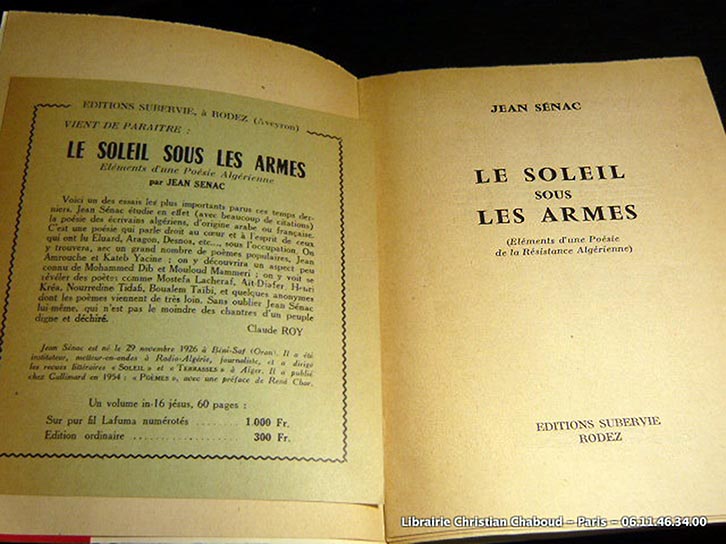 EDITIONS SUBERVIE, à RODEZ (Aveyron)
VIENT DE PARAITRE :
LE SOLEIL SOUS LES ARMES
Eléments d'une Poésie Algérienne
par JEAN SENAC
Voici un des essais les plus importants parus ces temps der-
niers. Jean Sénac étudie en effet (avec beaucoup de citations)
la poésie des écrivains algériens, d'origine arabe ou française.
C'est une poésie qui parle droit au cœur et à l'esprit de ceux
qui ont lu Eluard, Aragon, Desnos, etc..., sous l'occupation. On
y trouvera, avec un grand nombre de poèmes populaires, Jean
Amrouche et Kateb Yacine ; on y découvrira un aspect peu
connu de Mohammed Dib et Mouloud Mammeri ; on y voit se
révéler des poètes comme Mostefa Lacheraf, Aït-Djafer, Henri
Kréa, Nourredine Tidafi, Boualem Taïbi, et quelques anonymes
dont les poèmes viennent de très loin. Sans oublier Jean Sénac
lui-même, qui n'est pas le moindre des chantres d'un peuple
digne et déchiré.
Claude ROY
Jean Sénac est né le 29 novembre 1926 à Béni-Saf (Oran). Il a été
instituteur, metteur-en-ondes à Radio-Algérie, journaliste, et a dirigé
les revues littéraires « SOLEIL » et « TERRASSES » à Alger. Il a publié
chez Gallimard en 1954 : « POÈMES », avec une préface de René Char.
Un volume in-16 jésus, 60 pages :
Sur pur fil Lafuma numérotés ....... 1.000 Fr.
Edition ordinaire .............. 300 Fr.
JEAN SÉNAC
LE SOLEIL
SOUS
LES ARMES
(Eléments d'une Poésie
de la Résistance Algérienne)
EDITIONS SUBERVIE
RODEZ
Librairie Christian Chaboud – Paris – 06.11.46.34.00